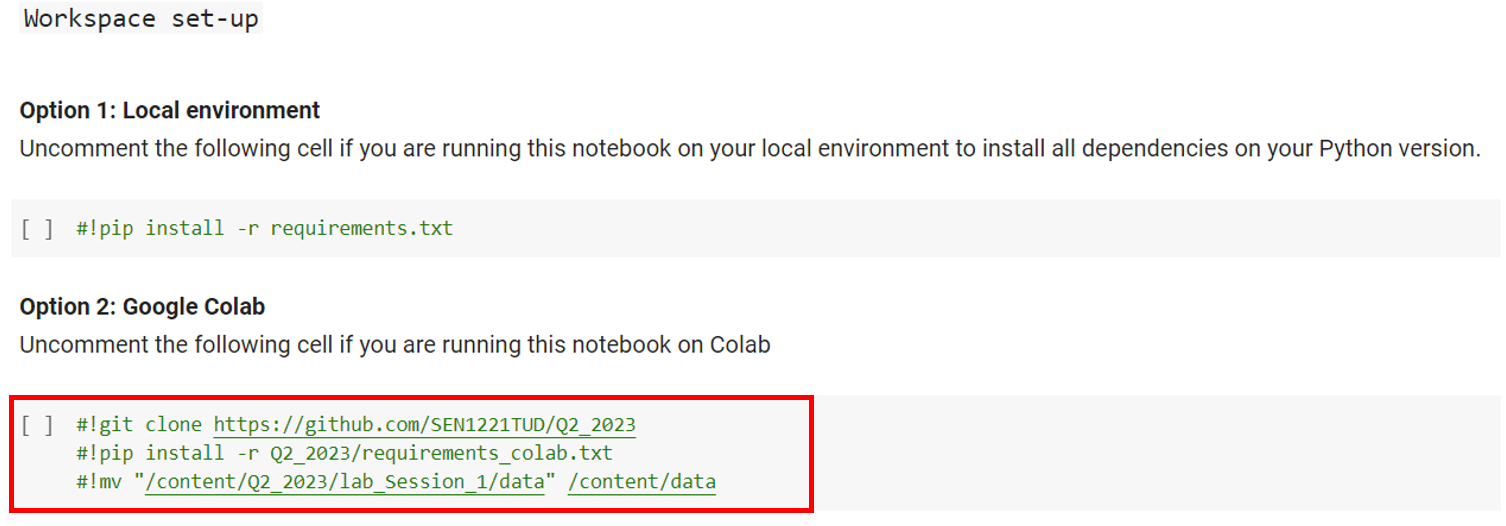 Workspace set-up
Option 1: Local environment
Uncomment the following cell if you are running this notebook on your local environment to install all dependencies on your Python version.
[ ] #!pip install -r requirements.txt
Option 2: Google Colab
Uncomment the following cell if you are running this notebook on Colab
[ ] #!git clone https://github.com/SEN1221TUD/Q2_2023
#!pip install -r Q2_2023/requirements_colab.txt
#!mv "/content/Q2_2023/lab_Session_1/data" /content/data